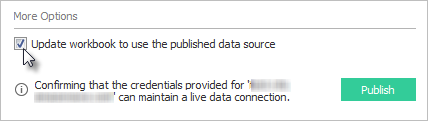 More Options
Update workbook to use the published data source
Confirming that the credentials provided for '
' can maintain a live data connection.
Publish